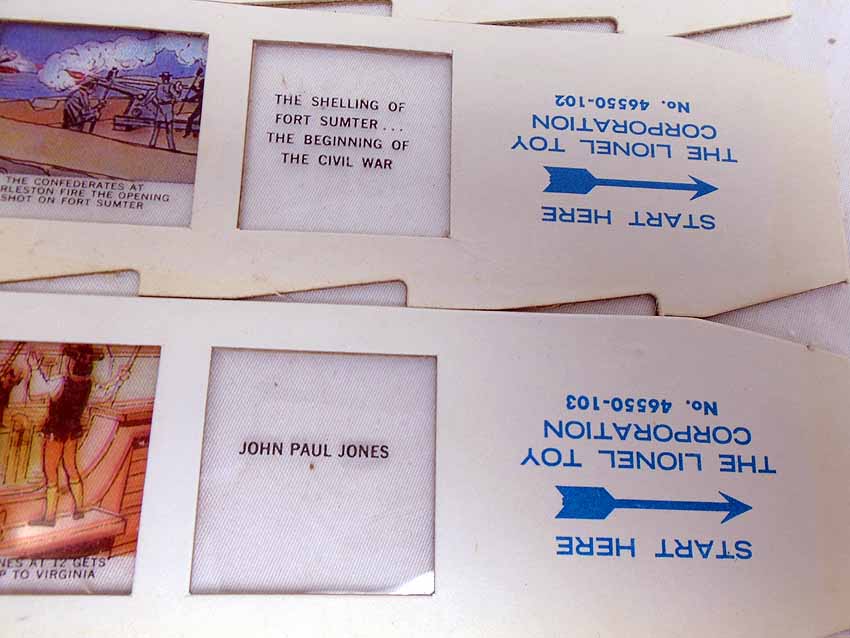 THE CONFEDERATES AT
RLESTON FIRE THE OPENING
SHOT ON FORT SUMTER
THE SHELLING OF
FORT SUMTER...
THE BEGINNING OF
THE CIVIL WAR
START HERE
THE LIONEL TOY
CORPORATION
No. 46550-102
NES AT 12 GETS
P TO VIRGINIA
JOHN PAUL JONES
START HERE
THE LIONEL TOY
CORPORATION
No. 46550-103